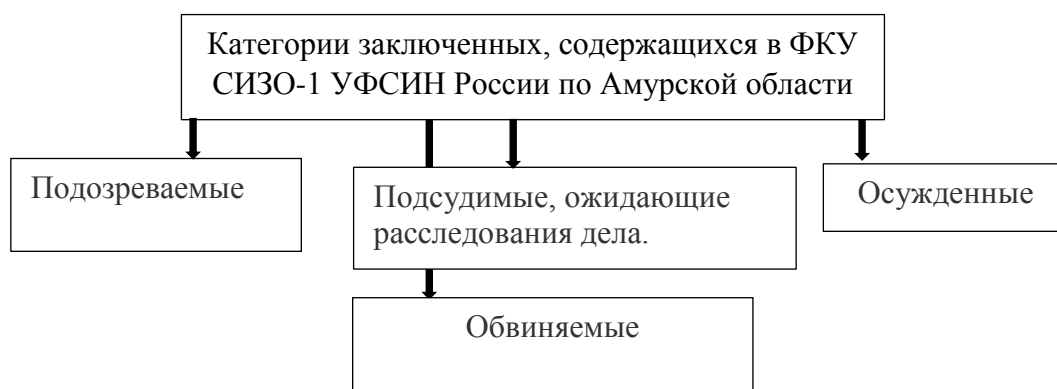 Категории заключенных, содержащихся в ФКУ
СИЗО-1 УФСИН России по Амурской области
Подозреваемые
Подсудимые, ожидающие
расследования дела.
Осужденные
Обвиняемые